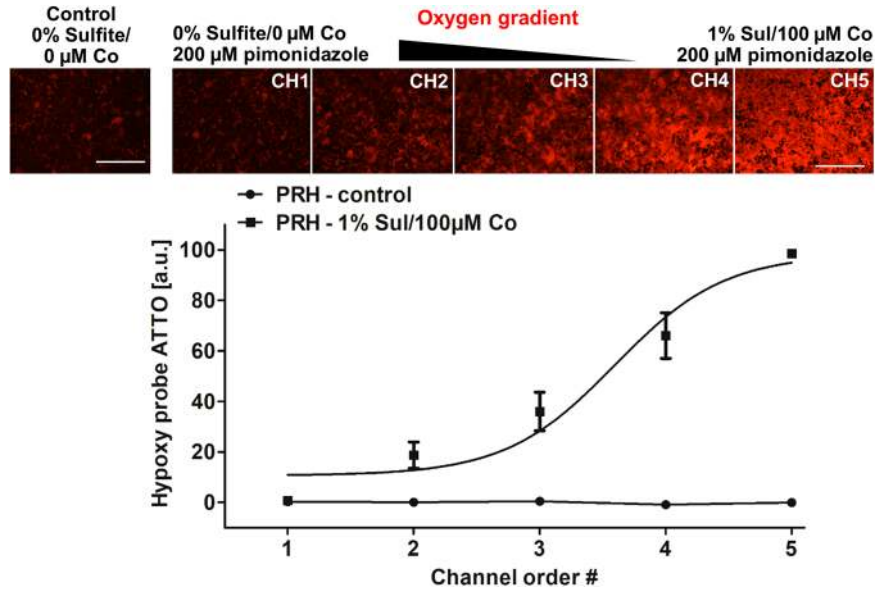 Control
0% Sulfite/
0 µM Co
0% Sulfite/0 µM Co
200 µM pimonidazole
Oxygen gradient
1% Sul/100 µM Co
200 µM pimonidazole
CH1
CH2
CH3
CH4
CH5
PRH - control
PRH - 1% Sul/100µM Co
Hypoxy probe ATTO [a.u.]
100
80
60
40
20
0
1
2
3
4
5
Channel order #